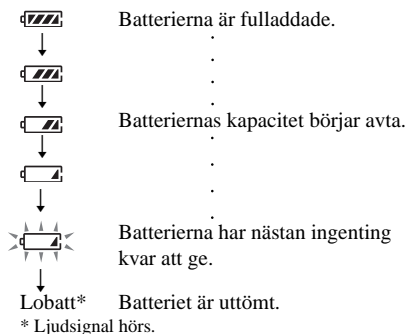 Batterierna är fulladdade.
Batteriernas kapacitet börjar avta.
Batterierna har nästan ingenting
kvar att ge.
Lobatt* Batteriet är uttömt.
* Ljudsignal hörs.